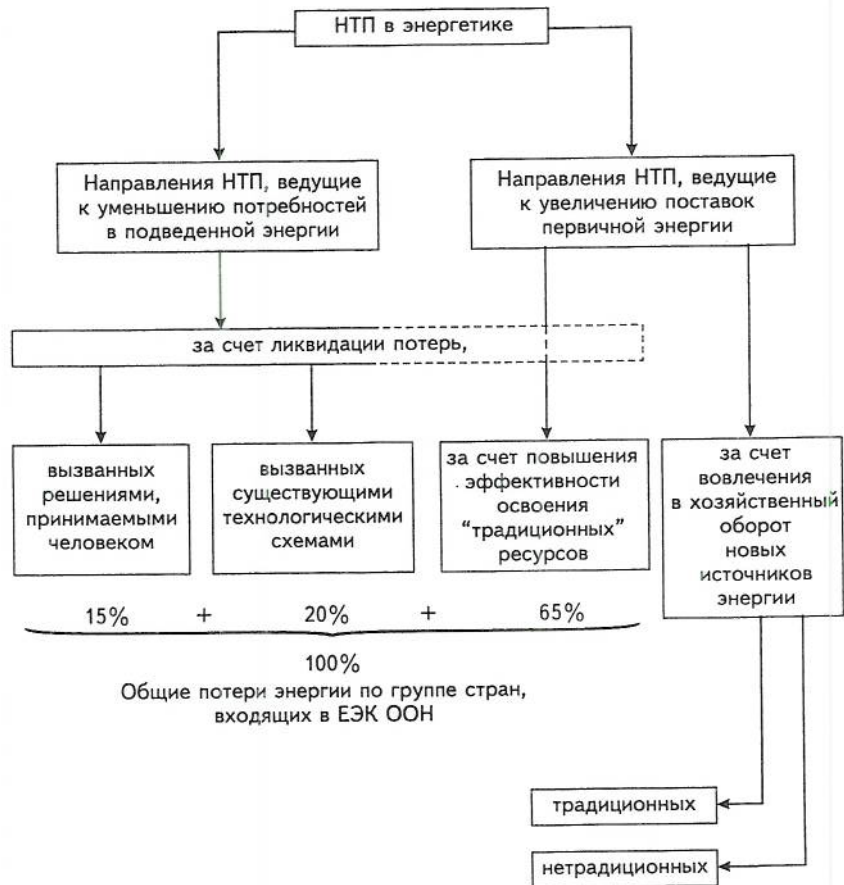 НТП в энергетике
Направления НТП, ведущие
к уменьшению потребностей
в подведенной энергии
Направления НТП, ведущие
к увеличению поставок
первичной энергии
за счет ликвидации потерь,
вызванных
решениями,
принимаемыми
человеком
вызванных
существующими
технологическими
схемами
за счет повышения
эффективности
освоения
“традиционных”
ресурсов
за счет
вовлечения
в хозяйственный
оборот
новых
источников
энергии
15% + 20% + 65%
100%
Общие потери энергии по группе стран,
входящих в ЕЭК ООН
традиционных
нетрадиционных